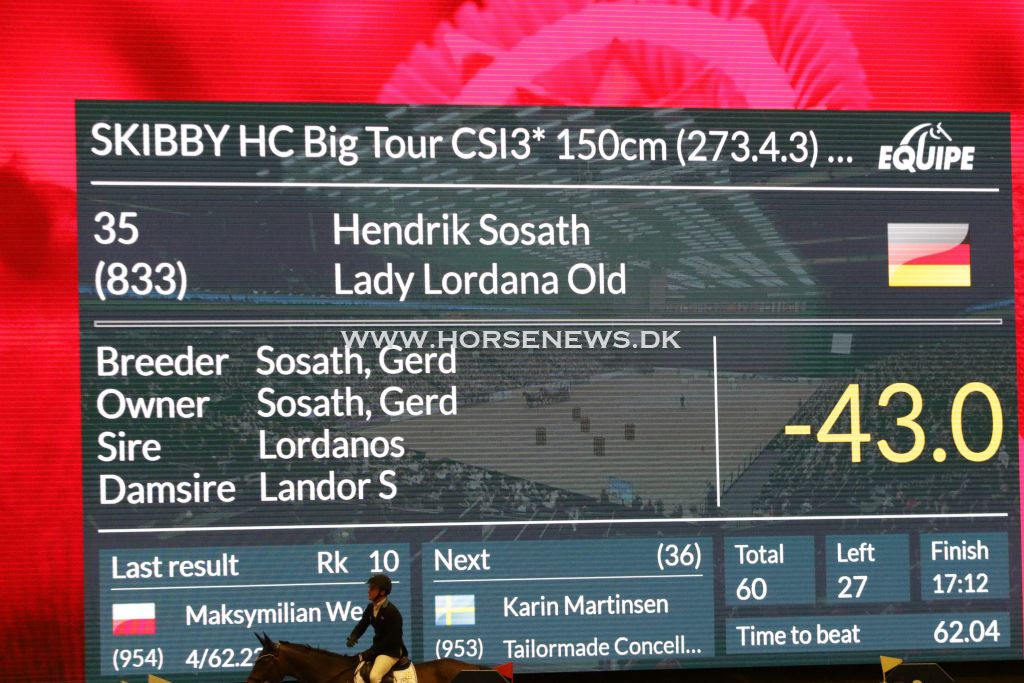 SKIBBY HC Big Tour CSI3* 150cm (273.4.3) ...
EQUIPE
35 Hendrik Sosath
(833) Lady Lordana Old
WWW.HORSENEWS.DK
Breeder Sosath, Gerd
Owner Sosath, Gerd
Sire Lordanos
Damsire Landor S
-43.0
Last result Rk 10
Maksymilian We
(954) 4/62.23
Next (36)
Karin Martinsen
(953) Tailormade Concell...
Total
60
Left
27
Finish
17:12
Time to beat 62.04